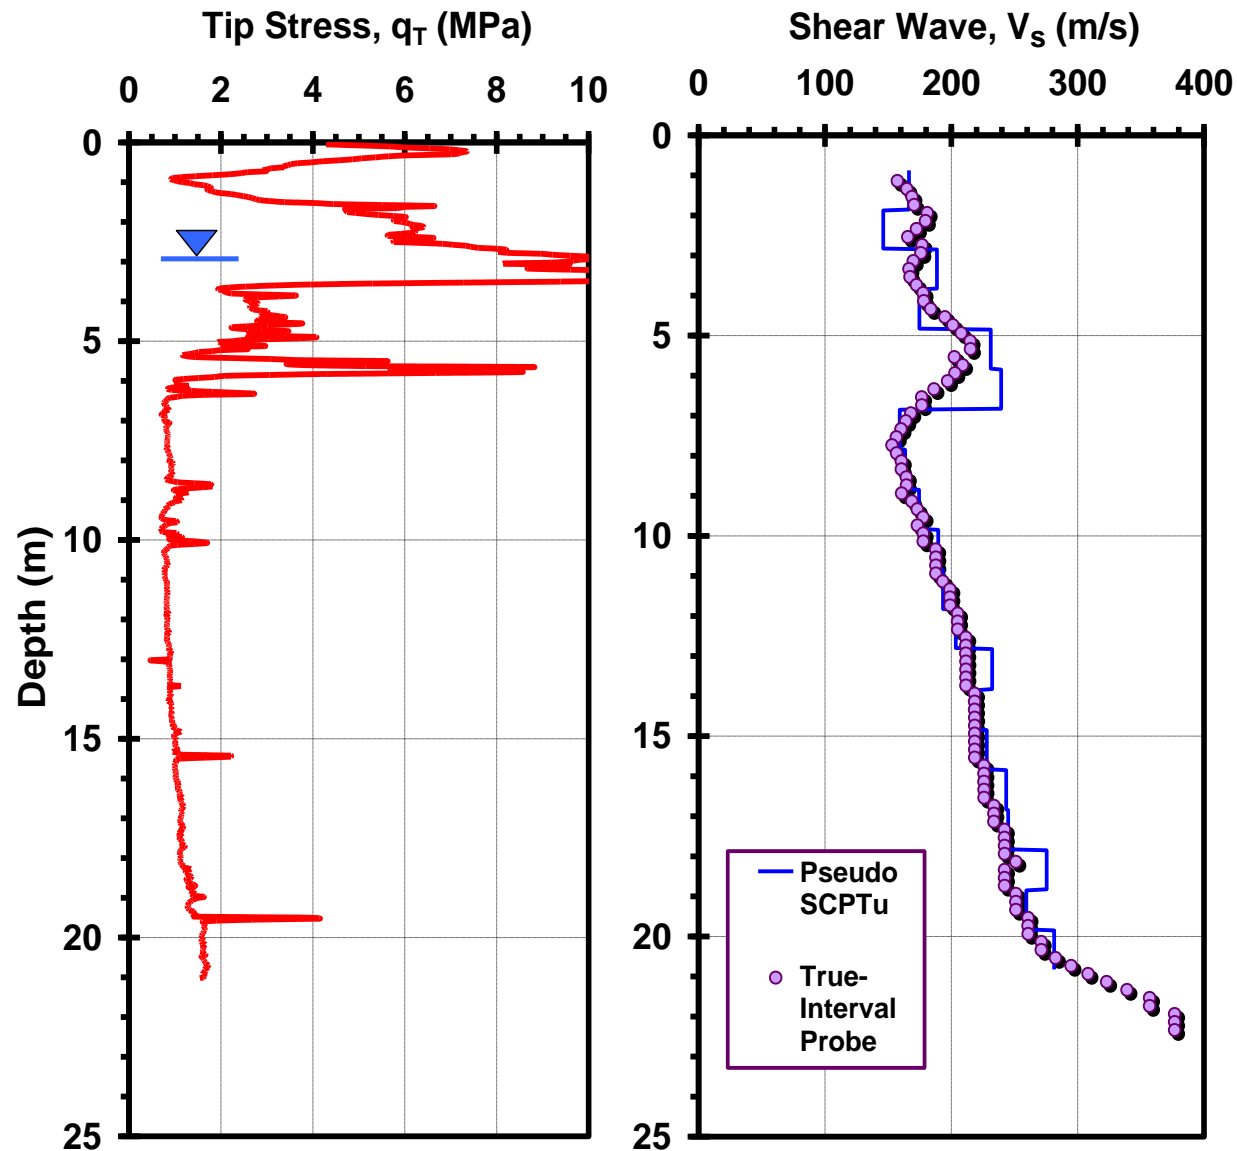 Tip Stress, qT (MPa)
0 2 4 6 8 10
0
5
10
15
20
25
Depth (m)
Shear Wave, Vs (m/s)
0 100 200 300 400
0
5
10
15
20
25
Pseudo
SCPTu
True-
Interval
Probe